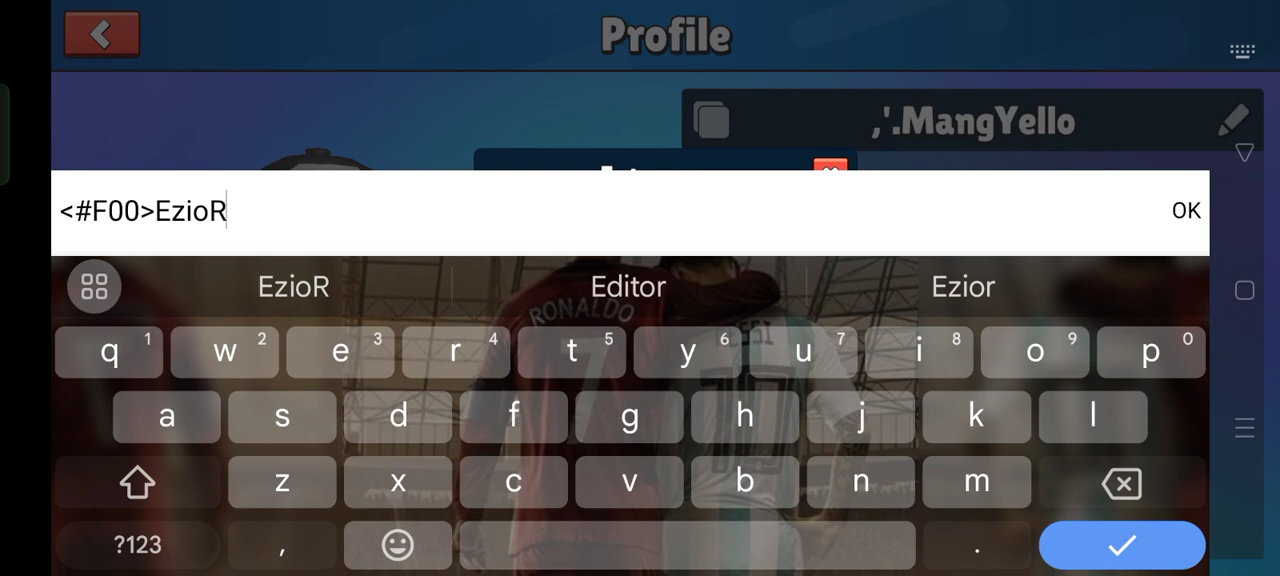 Profile
,'.MangYello
<#F00>EzioR
OK
EzioR Editor Ezior
RONALDO
q 1 w 2 e 3 r 4 t 5 y 6 u 7 i 8 o 9 p 0
a s d f g h j k l
z x c v b n m
?123 , .